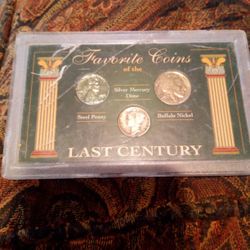 Favorite Coins
of the
Silver Mercury
Dime
Steel Penny
Buffalo Nickel
LAST CENTURY